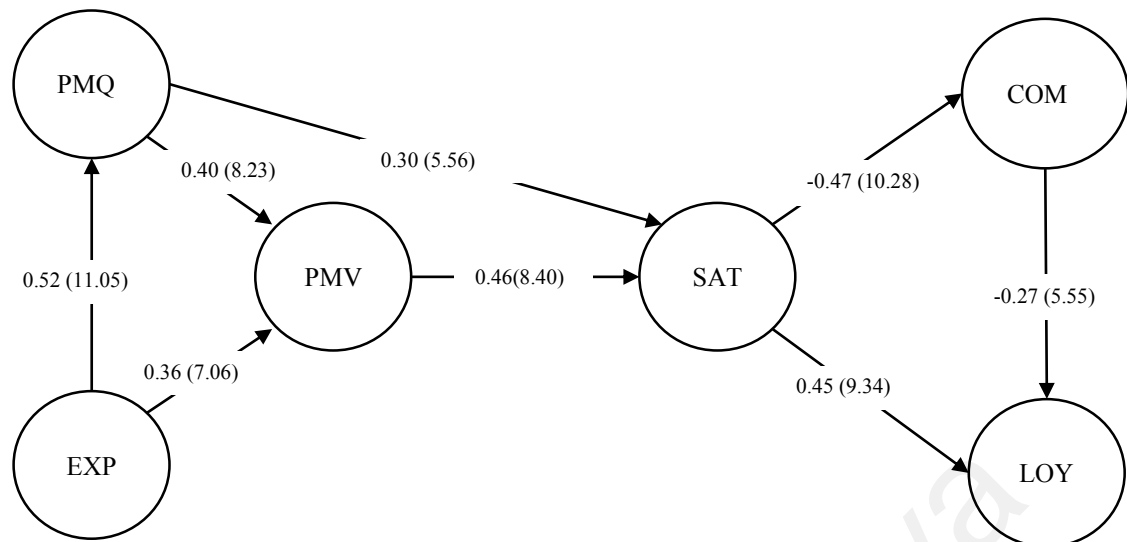 PMQ
COM
0.40 (8.23)
0.30 (5.56)
-0.47 (10.28)
0.52 (11.05)
PMV
0.46(8.40)
SAT
-0.27 (5.55)
0.36 (7.06)
0.45 (9.34)
EXP
LOY